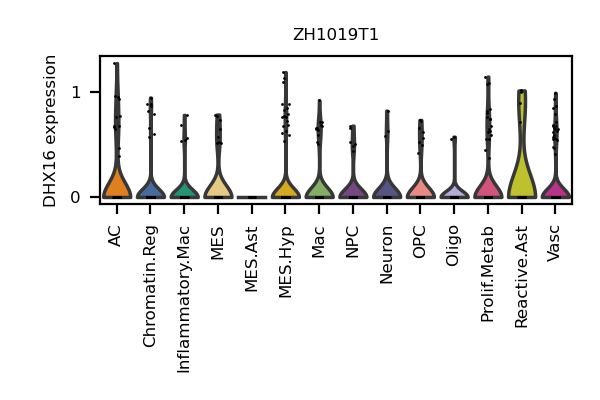 ZH1019T1
DHX16 expression
1
0
AC
Chromatin.Reg
Inflammatory.Mac
MES
MES.Ast
MES.Hyp
Mac
NPC
Neuron
OPC
Oligo
Prolif.Metab
Reactive.Ast
Vasc